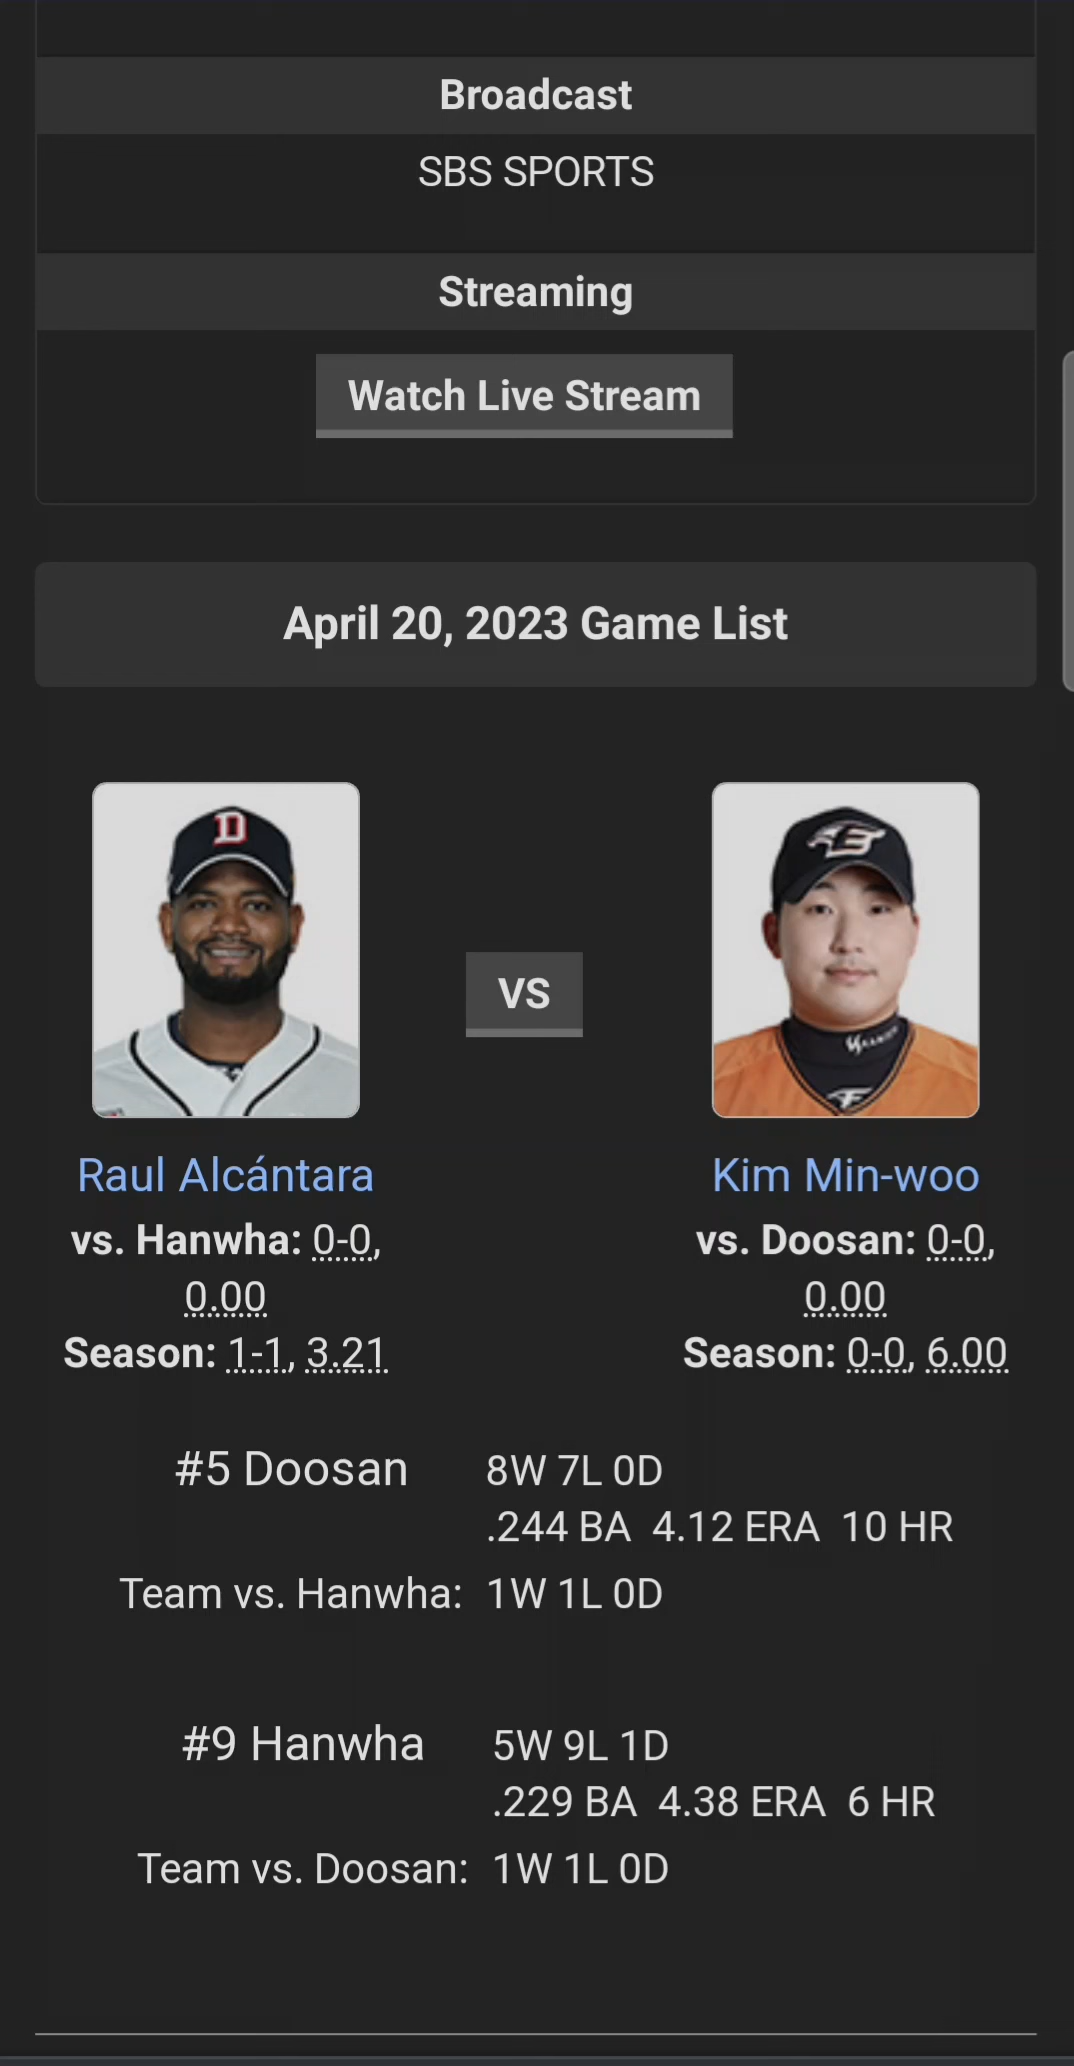 Broadcast
SBS SPORTS
Streaming
Watch Live Stream
April 20, 2023 Game List
D
VS
Raul Alcántara
vs. Hanwha: 0-0,
0.00
Season: 1-1, 3.21
Kim Min-woo
vs. Doosan: 0-0,
0.00
Season: 0-0, 6.00
#5 Doosan 8W 7L 0D
.244 BA 4.12 ERA 10 HR
Team vs. Hanwha: 1W 1L 0D
#9 Hanwha 5W 9L 1D
.229 BA 4.38 ERA 6 HR
Team vs. Doosan: 1W 1L 0D